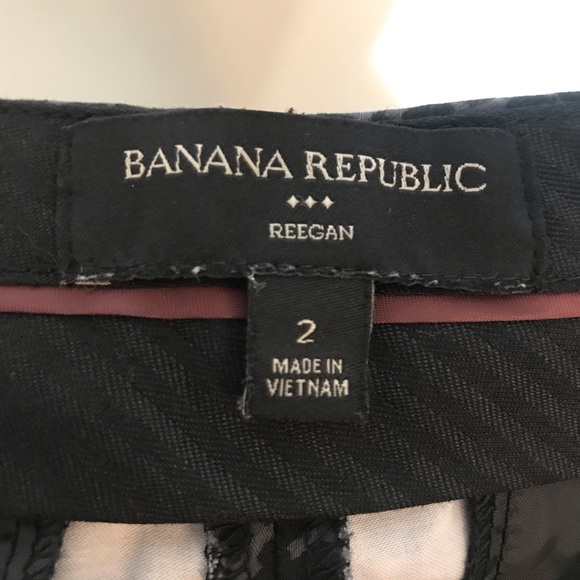 BANANA REPUBLIC
REEGAN
2
MADE IN
VIETNAM